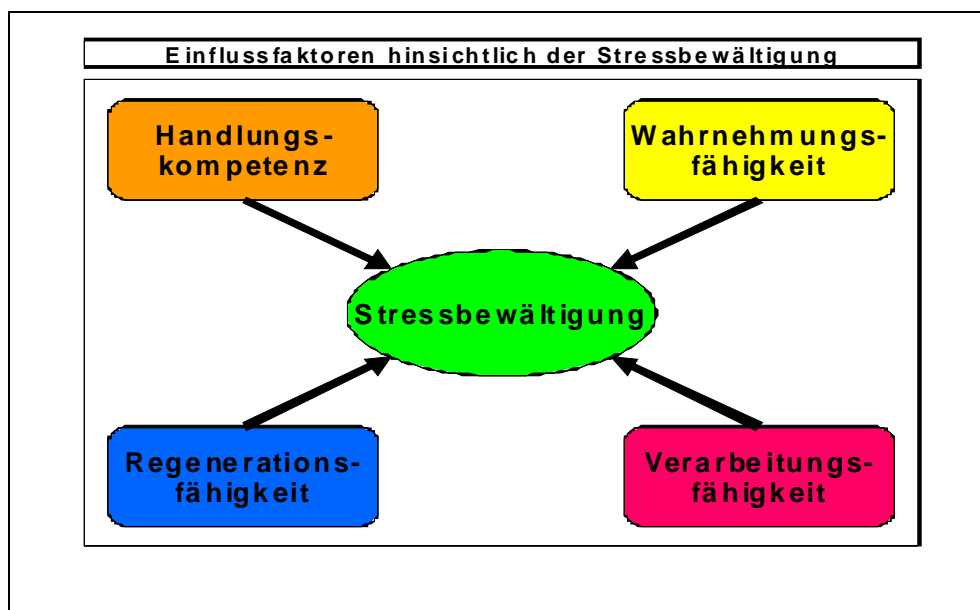 Einflussfaktoren hinsichtlich der Stressbewältigung
Handlungs-
kompetenz
Wahrnehmungs-
fähigkeit
Stressbewältigung
Regenerations-
fähigkeit
Verarbeitungs-
fähigkeit